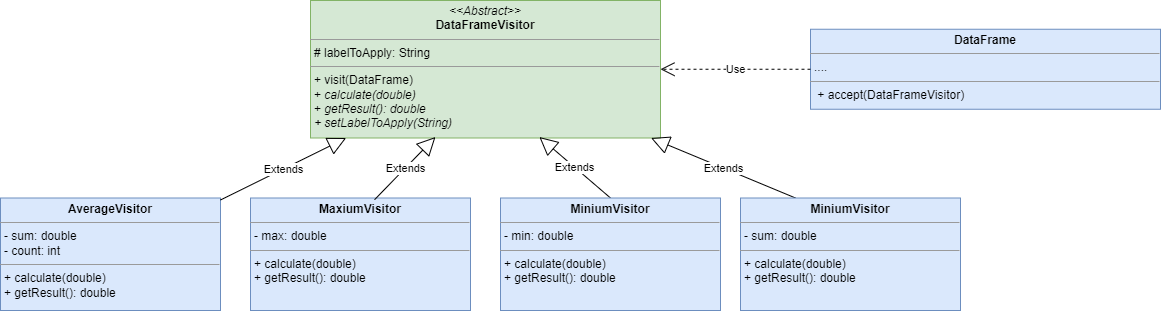 <<Abstract>>
DataFrameVisitor
# labelToApply: String
+ visit(DataFrame)
+ calculate(double)
+ getResult(): double
+ setLabelToApply(String)
Use
DataFrame
....
+ accept(DataFrameVisitor)
Extends
Extends
Extends
Extends
AverageVisitor
- sum: double
- count: int
+ calculate(double)
+ getResult(): double
MaxiumVisitor
- max: double
+ calculate(double)
+ getResult(): double
MiniumVisitor
- min: double
+ calculate(double)
+ getResult(): double
MiniumVisitor
- sum: double
+ calculate(double)
+ getResult(): double